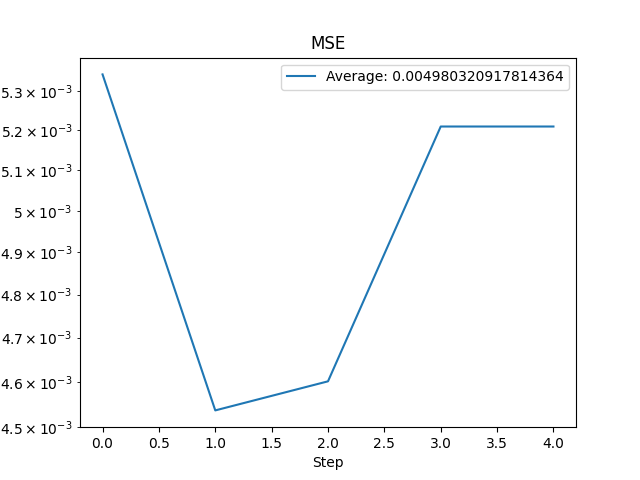 MSE
Average: 0.004980320917814364
5.3 × 10⁻³
5.2 × 10⁻³
5.1 × 10⁻³
5 × 10⁻³
4.9 × 10⁻³
4.8 × 10⁻³
4.7 × 10⁻³
4.6 × 10⁻³
4.5 × 10⁻³
0.0 0.5 1.0 1.5 2.0 2.5 3.0 3.5 4.0
Step